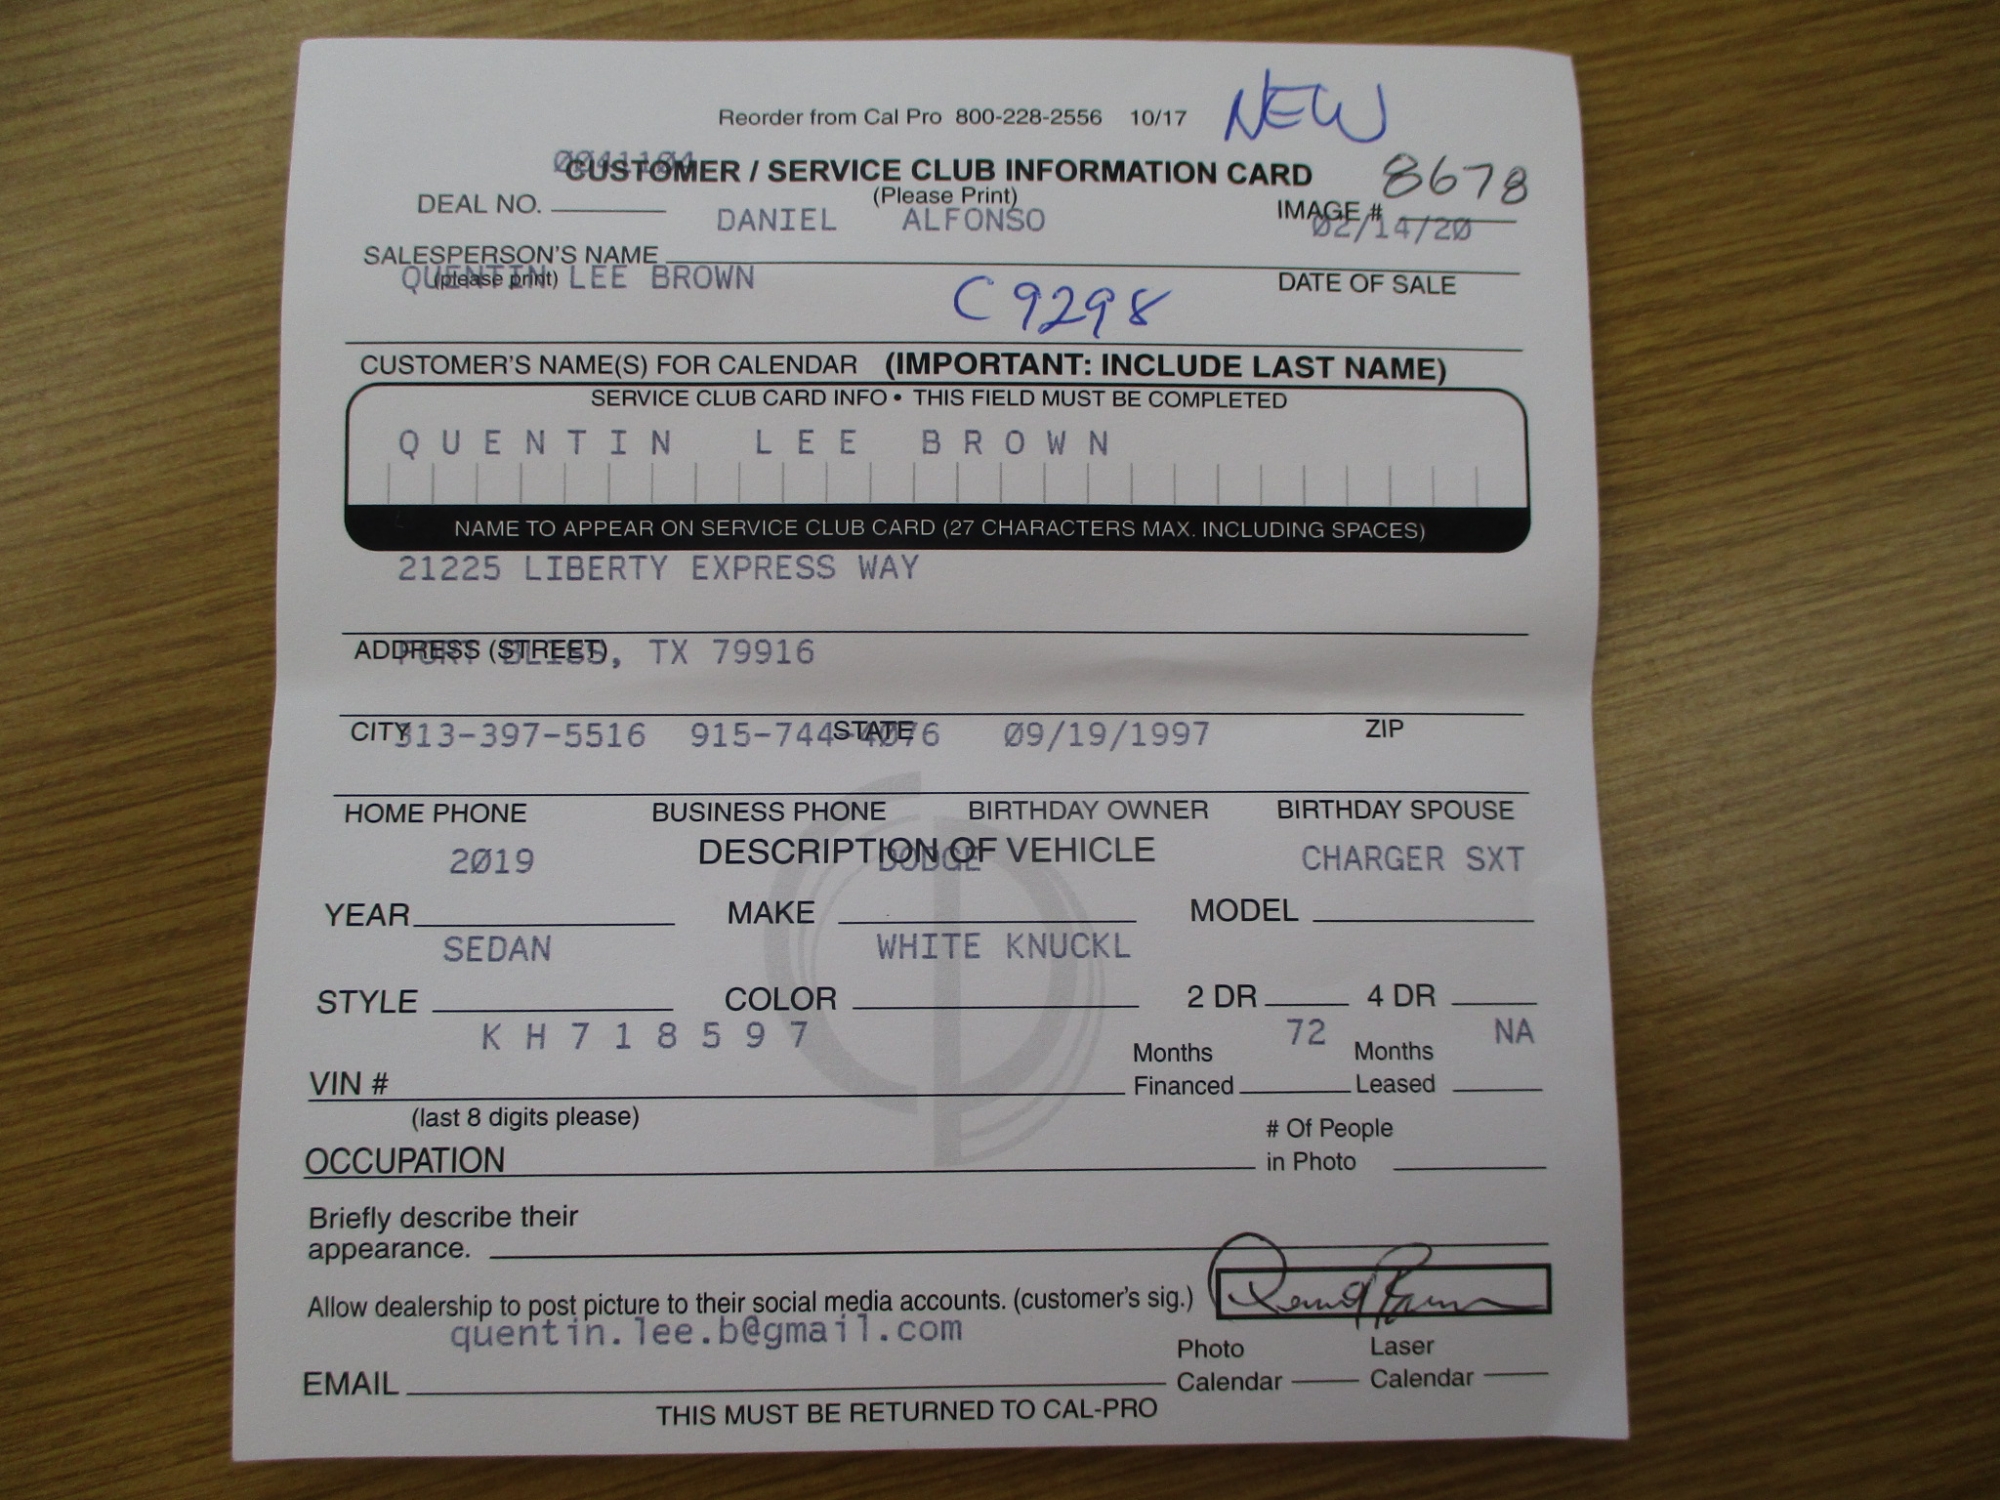 Reorder from Cal Pro 800-228-2556 10/17 NEW
0041104
CUSTOMER / SERVICE CLUB INFORMATION CARD 8678
(Please Print)
DEAL NO. DANIEL ALFONSO IMAGE # 02/14/20
SALESPERSON'S NAME
(please print) QUENTIN LEE BROWN DATE OF SALE
C9298
CUSTOMER'S NAME(S) FOR CALENDAR (IMPORTANT: INCLUDE LAST NAME)
SERVICE CLUB CARD INFO • THIS FIELD MUST BE COMPLETED
QUENTIN LEE BROWN
NAME TO APPEAR ON SERVICE CLUB CARD (27 CHARACTERS MAX. INCLUDING SPACES)
21225 LIBERTY EXPRESS WAY
ADDRESS (STREET)
FORT BLISS, TX 79916
CITY STATE ZIP
313-397-5516 915-744-4076 09/19/1997
HOME PHONE BUSINESS PHONE BIRTHDAY OWNER BIRTHDAY SPOUSE
DESCRIPTION OF VEHICLE
2019 DODGE CHARGER SXT
YEAR MAKE MODEL
SEDAN WHITE KNUCKL
STYLE COLOR 2 DR 4 DR
KH718597 72 NA
VIN # Months Financed Months Leased
(last 8 digits please)
OCCUPATION # Of People in Photo
Briefly describe their
appearance.
Allow dealership to post picture to their social media accounts. (customer's sig.)
quentin.lee.b@gmail.com
EMAIL Photo Calendar Laser Calendar
THIS MUST BE RETURNED TO CAL-PRO